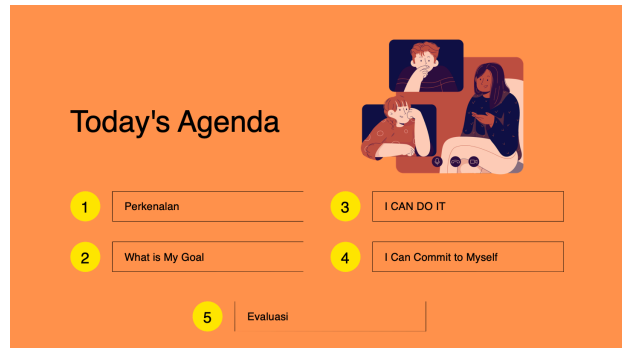 Today's Agenda
1 Perkenalan
2 What is My Goal
3 I CAN DO IT
4 I Can Commit to Myself
5 Evaluasi